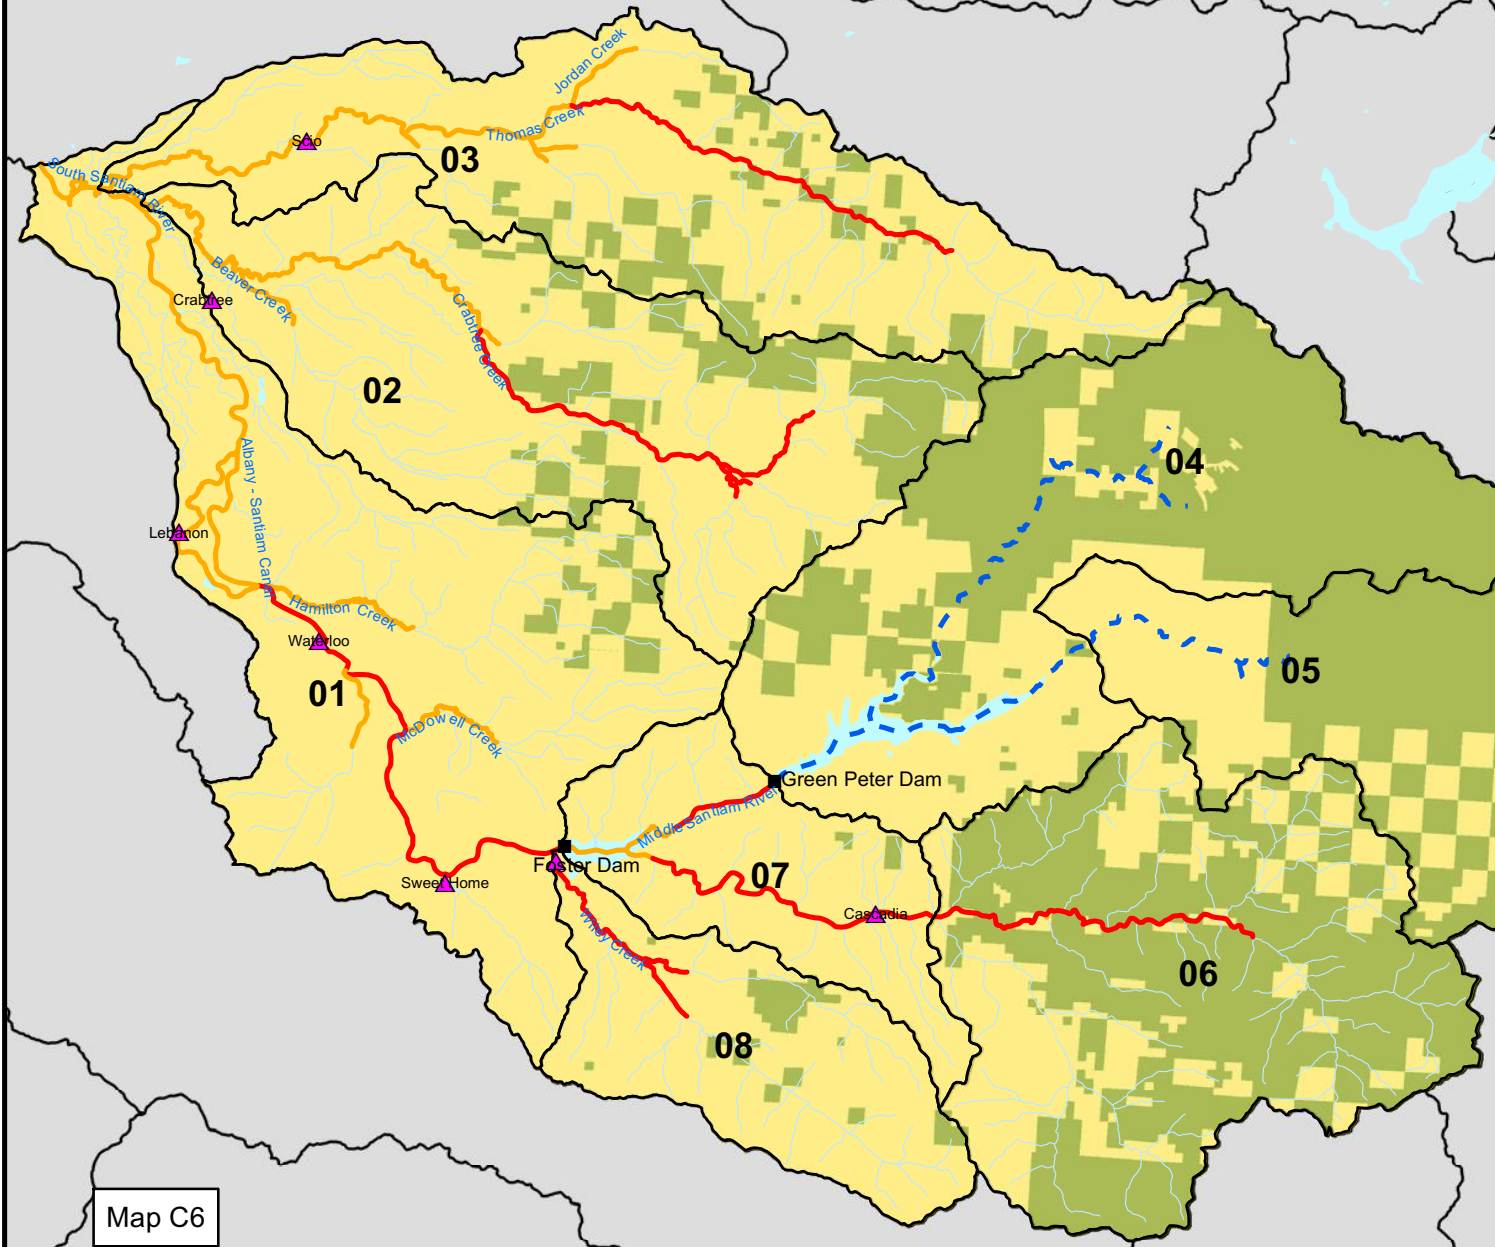 Jordan Creek
Thomas Creek
Scio
03
South Santiam River
Beaver Creek
Crabtree
Crabtree Creek
02
04
Albany - Santiam Canal
Lebanon
Hamilton Creek
Waterloo
05
01
McDowell Creek
Green Peter Dam
Middle Santiam River
Foster Dam
07
Sweet Home
Cascadia
Wiley Creek
06
08
Map C6